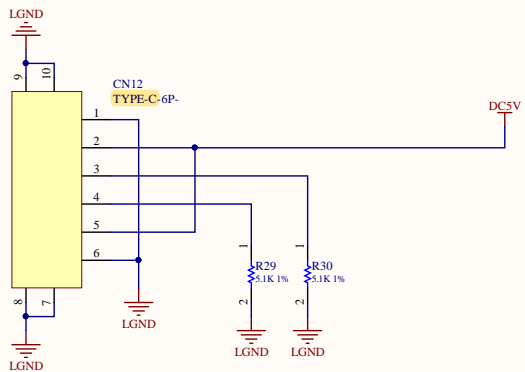 LGND
9
10
CN12
TYPE-C-6P-
1
DC5V
2
3
4
5
1
R29
5.1K 1%
2
1
R30
5.1K 1%
2
6
8
7
LGND
LGND
LGND
LGND